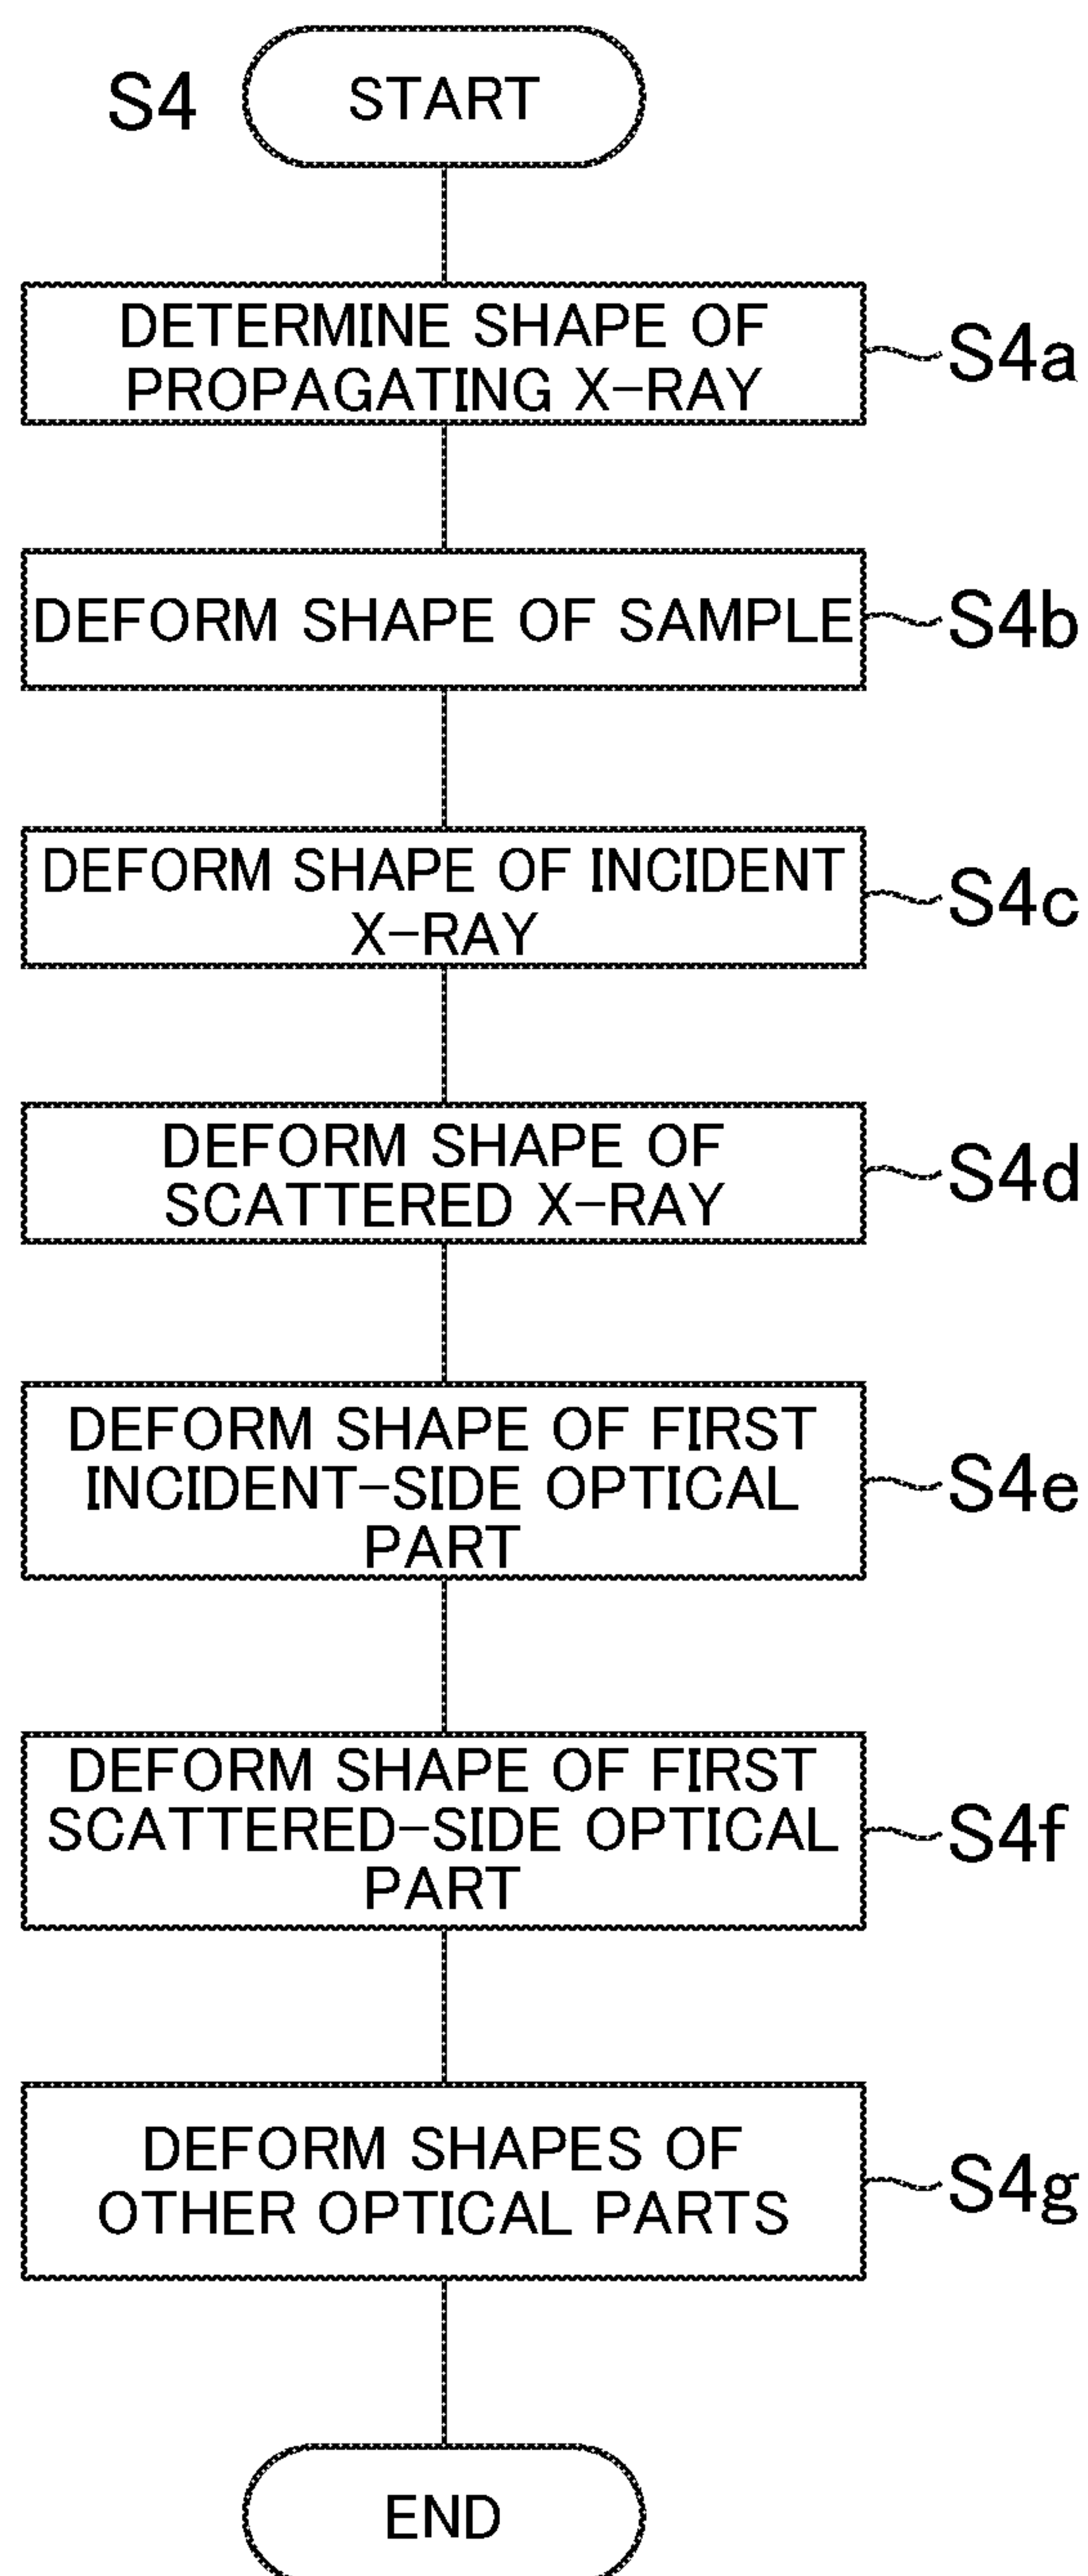 S4
START
DETERMINE SHAPE OF
PROPAGATING X-RAY
S4a
DEFORM SHAPE OF SAMPLE
S4b
DEFORM SHAPE OF INCIDENT
X-RAY
S4c
DEFORM SHAPE OF
SCATTERED X-RAY
S4d
DEFORM SHAPE OF FIRST
INCIDENT-SIDE OPTICAL
PART
S4e
DEFORM SHAPE OF FIRST
SCATTERED-SIDE OPTICAL
PART
S4f
DEFORM SHAPES OF
OTHER OPTICAL PARTS
S4g
END